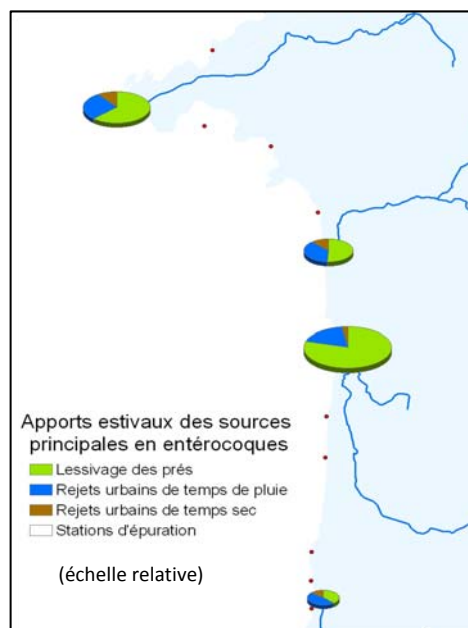 Apports estivaux des sources
principales en entérocoques
Lessivage des prés
Rejets urbains de temps de pluie
Rejets urbains de temps sec
Stations d'épuration
(échelle relative)